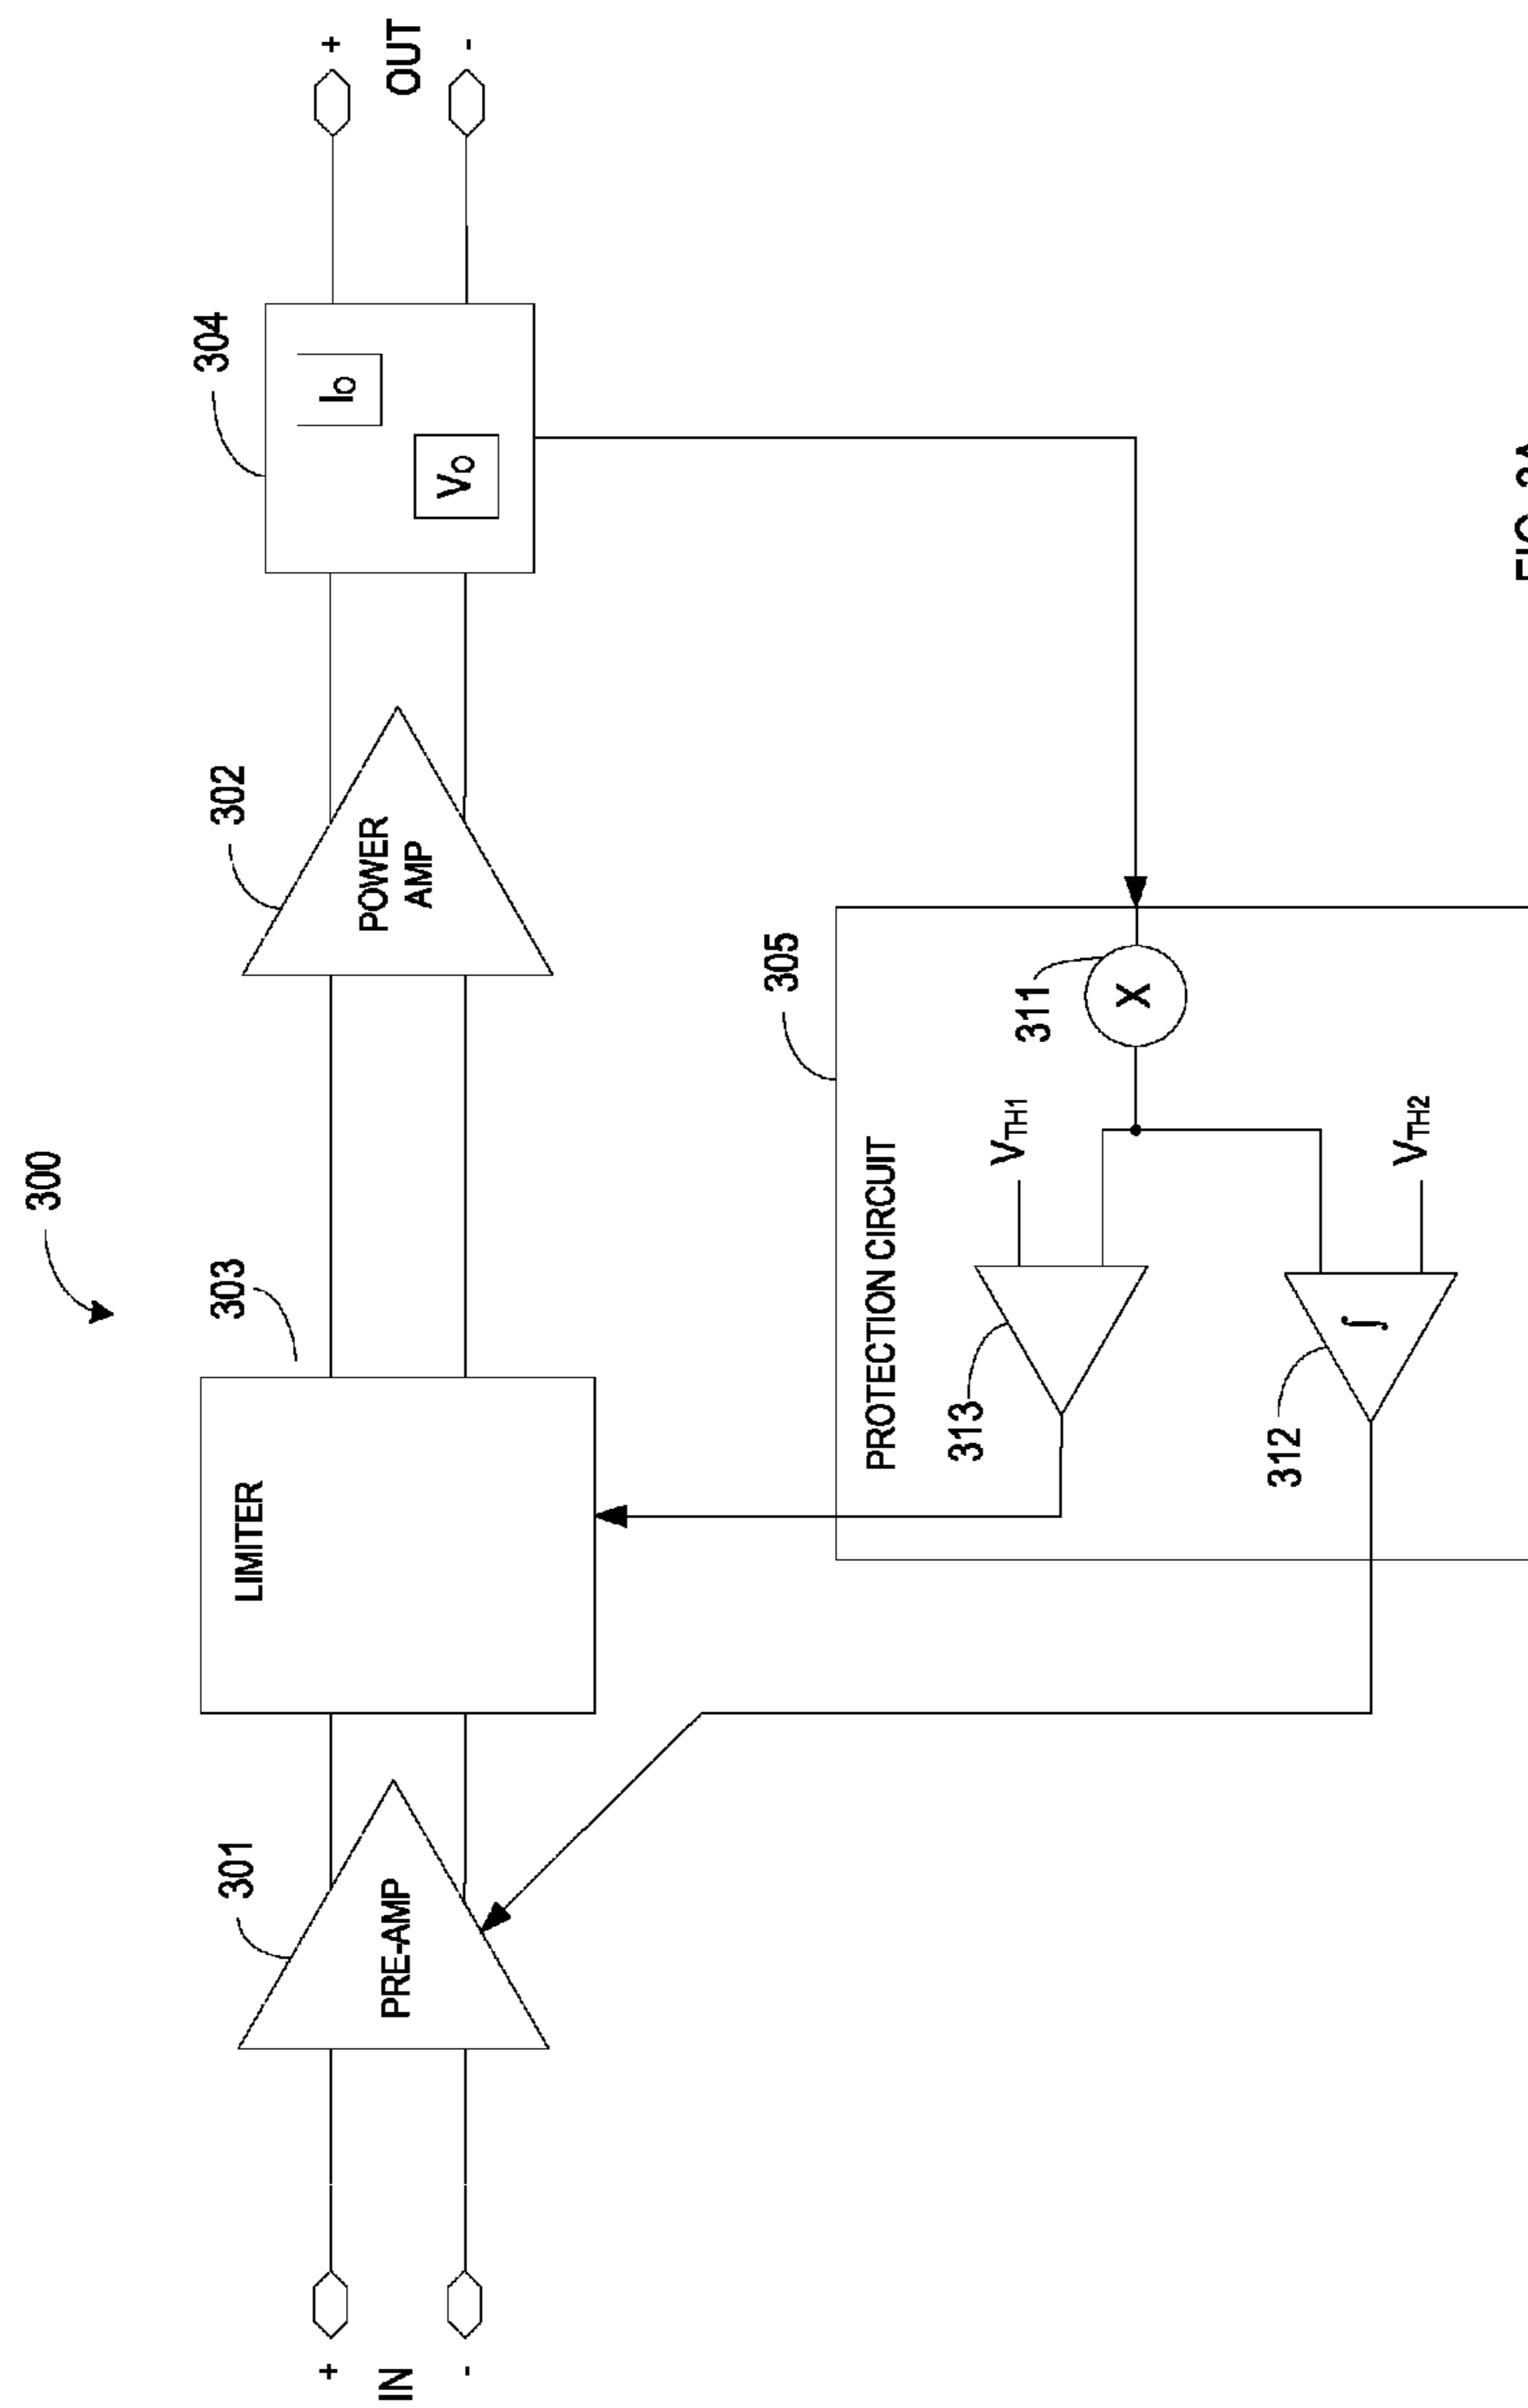 300
+
IN
-
301
PRE-AMP
303
LIMITER
302
POWER
AMP
304
IO
VO
+
OUT
-
305
PROTECTION CIRCUIT
313
VTH1
311
X
312
∫
VTH2